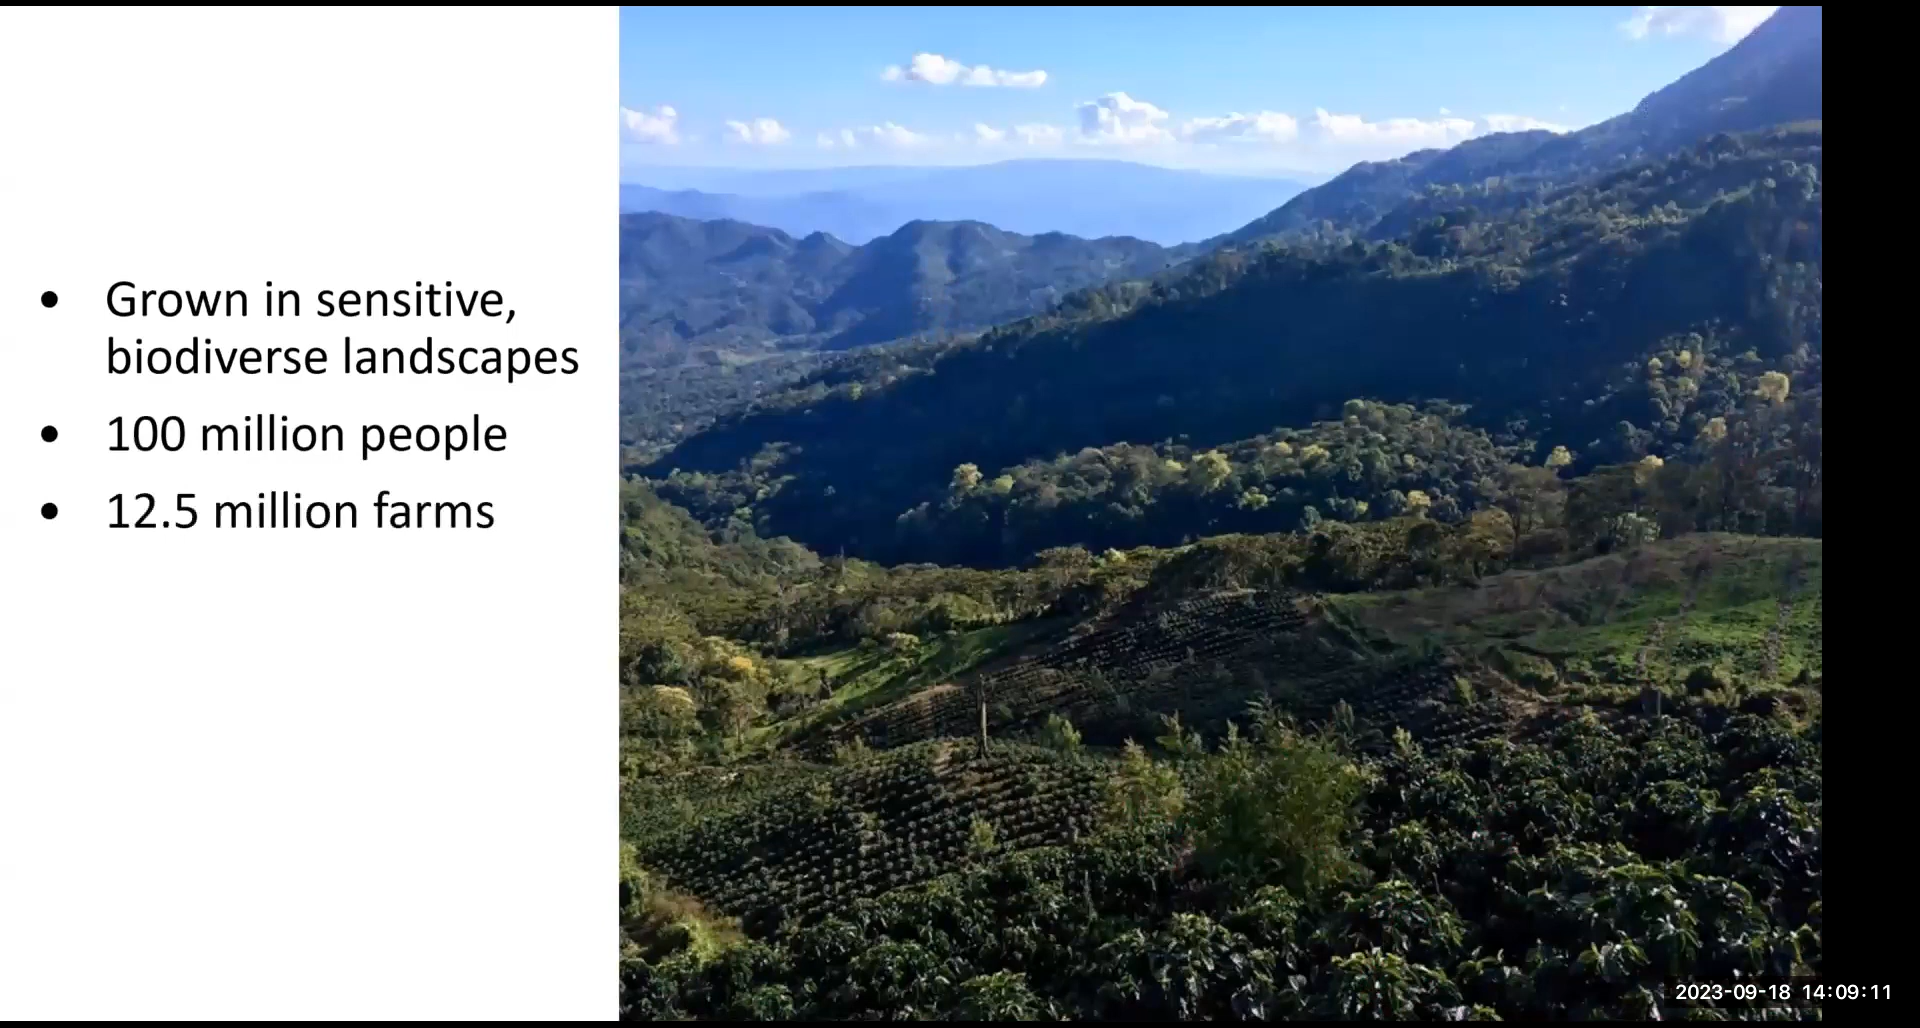 • Grown in sensitive,
biodiverse landscapes
• 100 million people
• 12.5 million farms
2023-09-18 14:09:11